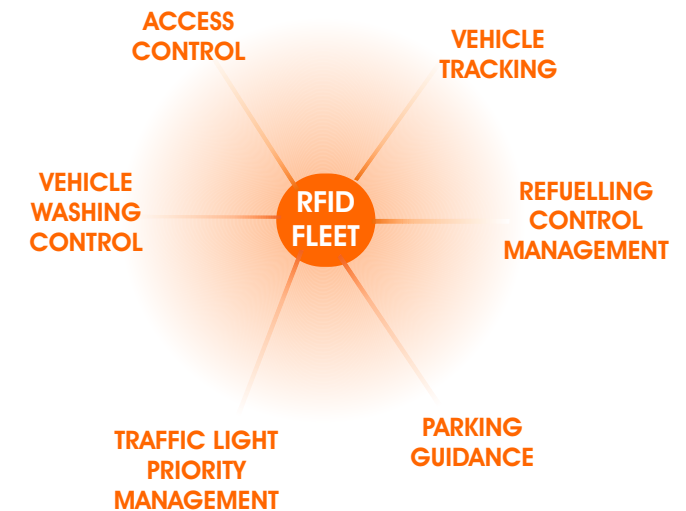 ACCESS
CONTROL
VEHICLE
TRACKING
VEHICLE
WASHING
CONTROL
RFID
FLEET
REFUELLING
CONTROL
MANAGEMENT
TRAFFIC LIGHT
PRIORITY
MANAGEMENT
PARKING
GUIDANCE